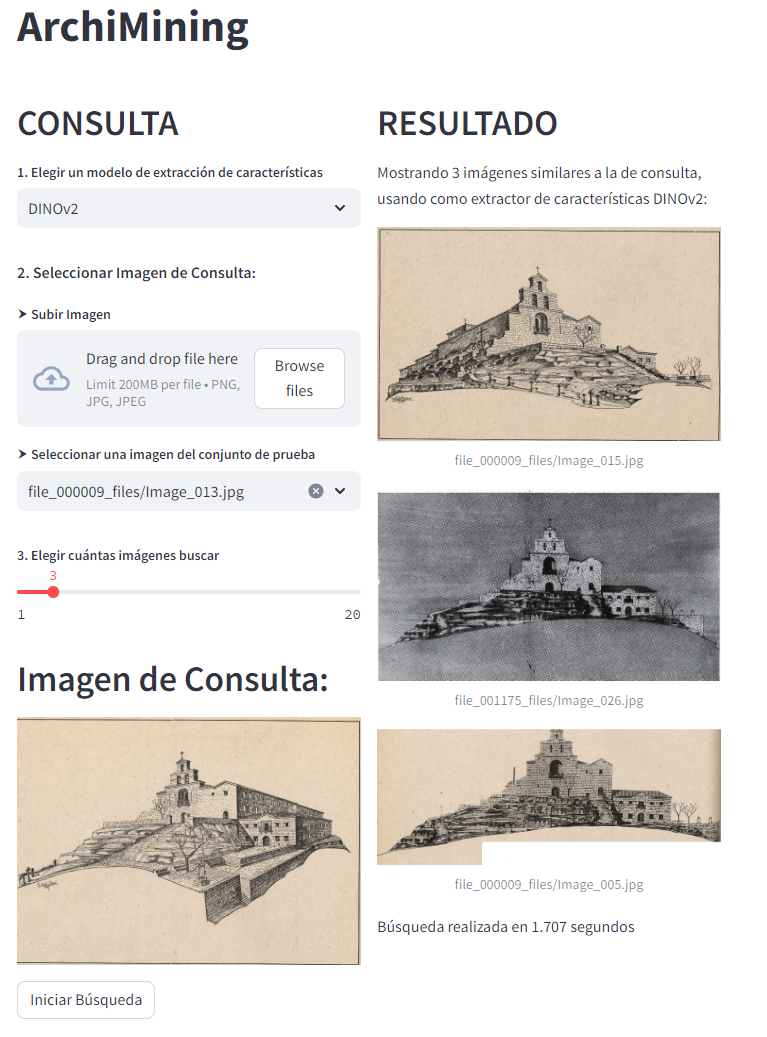 ArchiMining
CONSULTA
1. Elegir un modelo de extracción de características
DINOv2
2. Seleccionar Imagen de Consulta:
➤ Subir Imagen
Drag and drop file here
Limit 200MB per file • PNG,
JPG, JPEG
Browse
files
➤ Seleccionar una imagen del conjunto de prueba
file_000009_files/Image_013.jpg
3. Elegir cuántas imágenes buscar
3
1
20
Imagen de Consulta:
Iniciar Búsqueda
RESULTADO
Mostrando 3 imágenes similares a la de consulta,
usando como extractor de características DINOv2:
file_000009_files/Image_015.jpg
file_001175_files/Image_026.jpg
file_000009_files/Image_005.jpg
Búsqueda realizada en 1.707 segundos